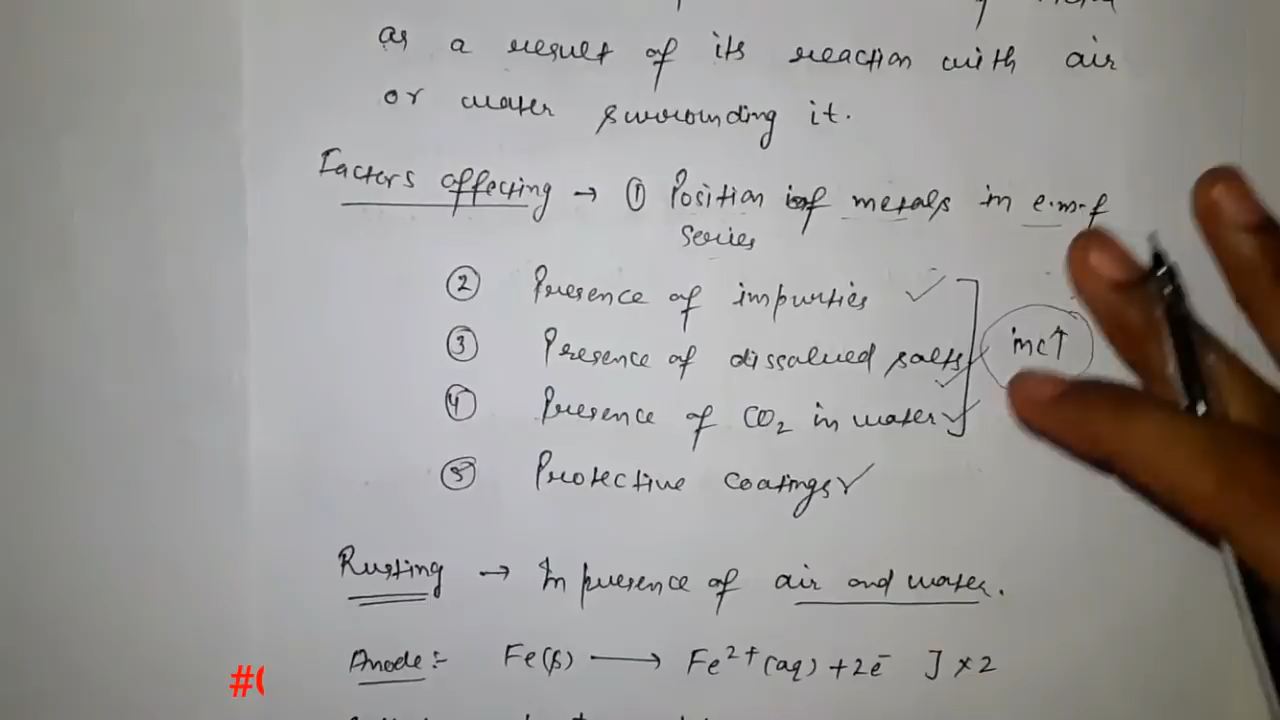 as a result of its reaction with air
or water surrounding it.
Factors affecting → ① Position of metals in e.m.f
series
② Presence of impurties ✓
③ Presence of dissolved salts ✓
inc↑
④ Presence of CO₂ in water ✓
⑤ Protective coatings ✓
Rusting → In presence of air and water.
Anode :- Fe(s) ⟶ Fe²⁺(aq) + 2e⁻ ] × 2
#